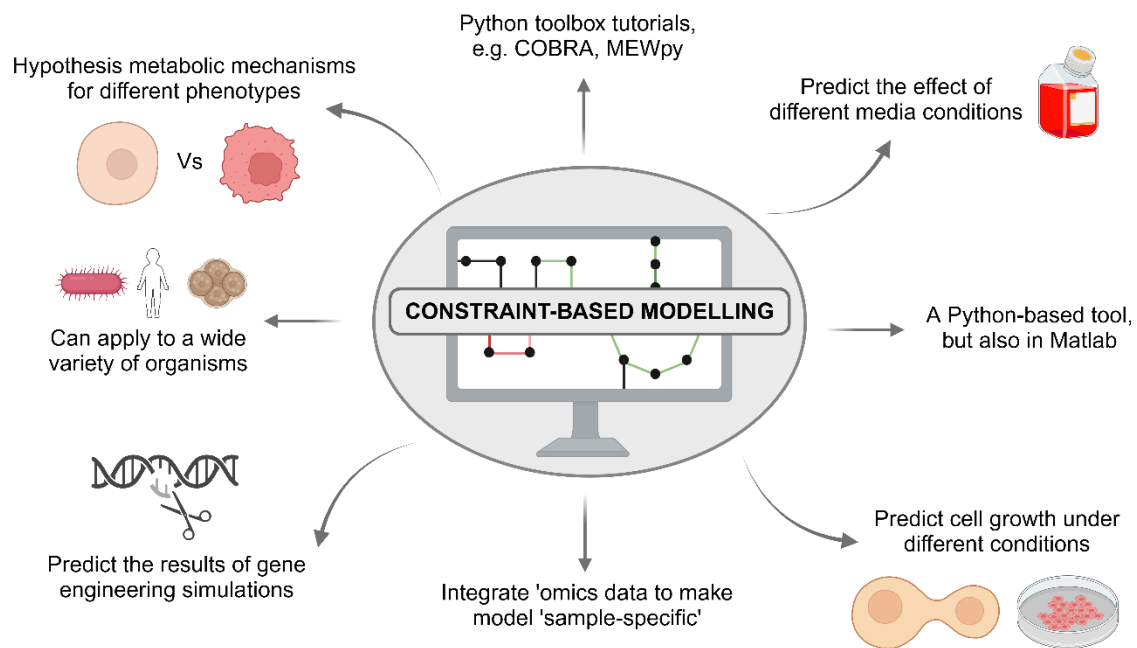 Python toolbox tutorials,
e.g. COBRA, MEWpy
Hypothesis metabolic mechanisms
for different phenotypes
Vs
Predict the effect of
different media conditions
CONSTRAINT-BASED MODELLING
Can apply to a wide
variety of organisms
A Python-based tool,
but also in Matlab
Predict the results of gene
engineering simulations
Integrate 'omics data to make
model 'sample-specific'
Predict cell growth under
different conditions